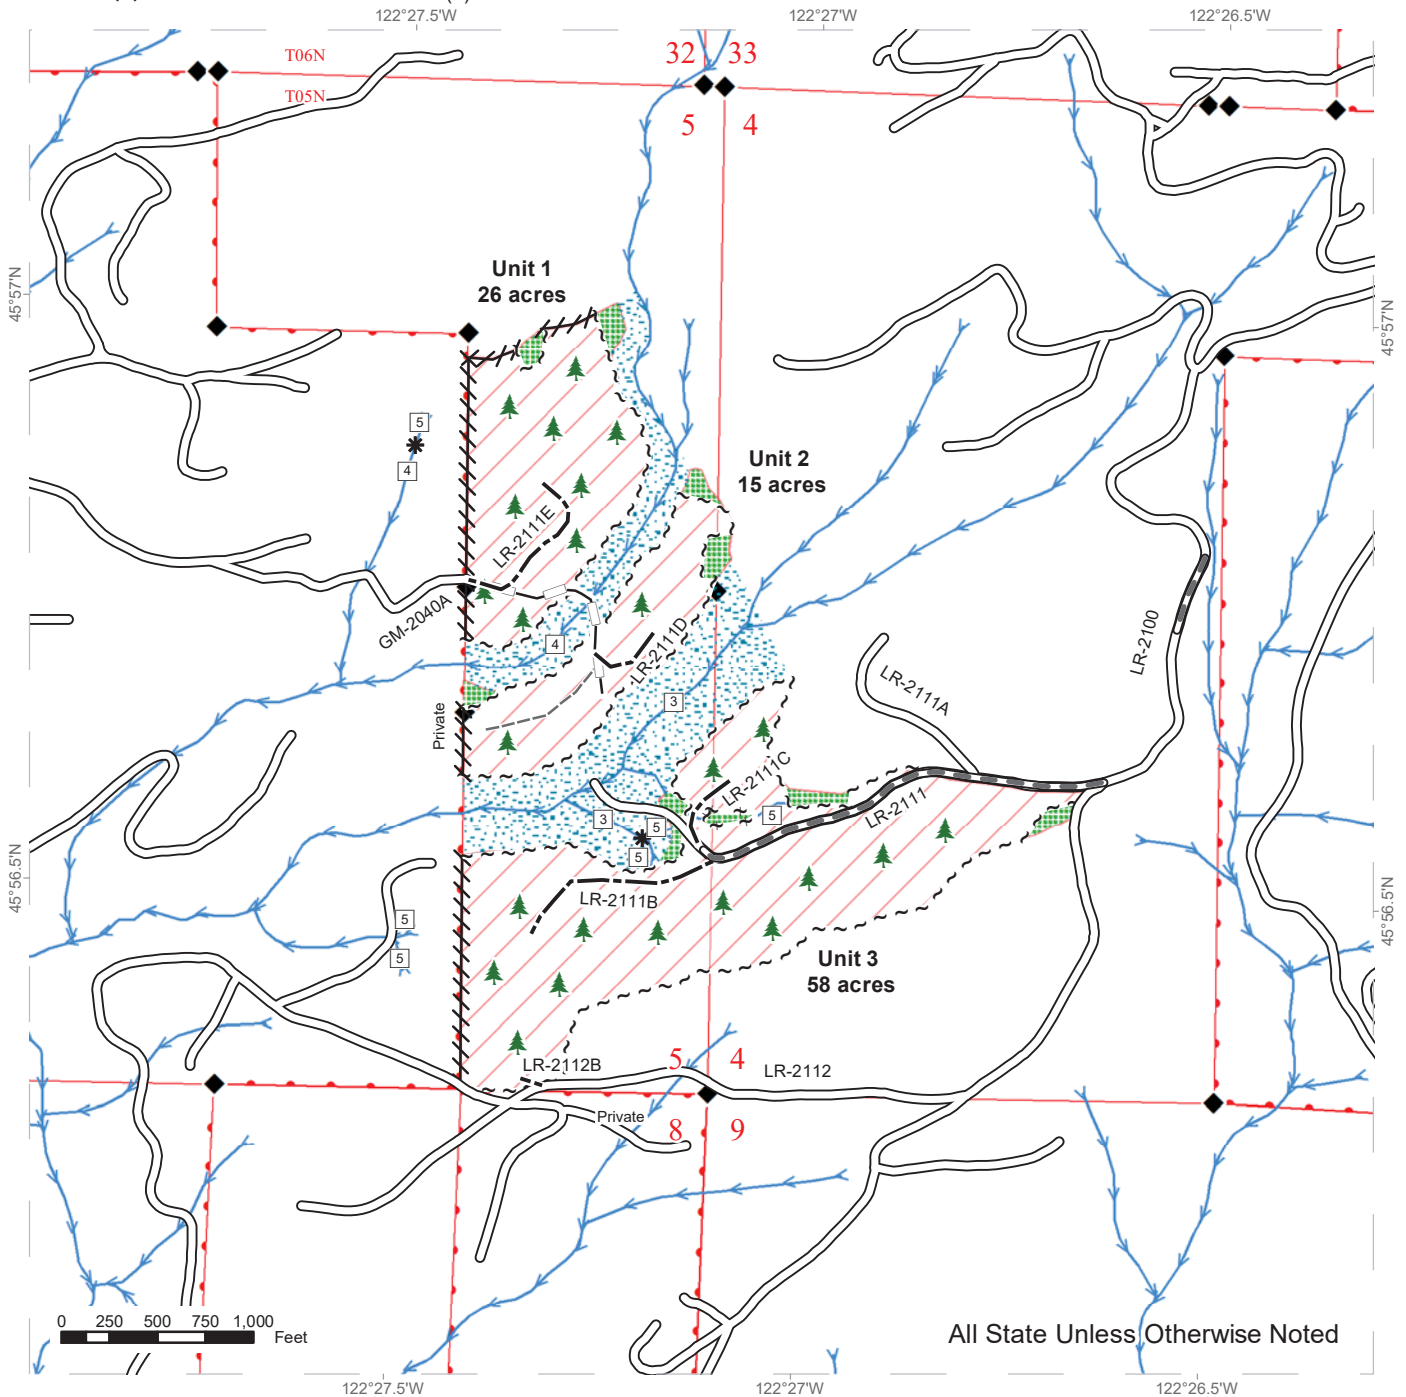 122°27.5'W
122°27'W
122°26.5'W
T06N
32
33
T05N
5
4
45°57'N
45°57'N
Unit 1
26 acres
5
4
Unit 2
15 acres
LR-2111E
GM-2040A
4
LR-2111D
LR-2100
3
LR-2111A
Private
LR-2111C
5
3
5
5
LR-2111
45°56.5'N
45°56.5'N
LR-2111B
5
5
Unit 3
58 acres
LR-2112B
5
4
LR-2112
Private
8
9
0
250
500
750
1,000
Feet
All State Unless Otherwise Noted
122°27.5'W
122°27'W
122°26.5'W